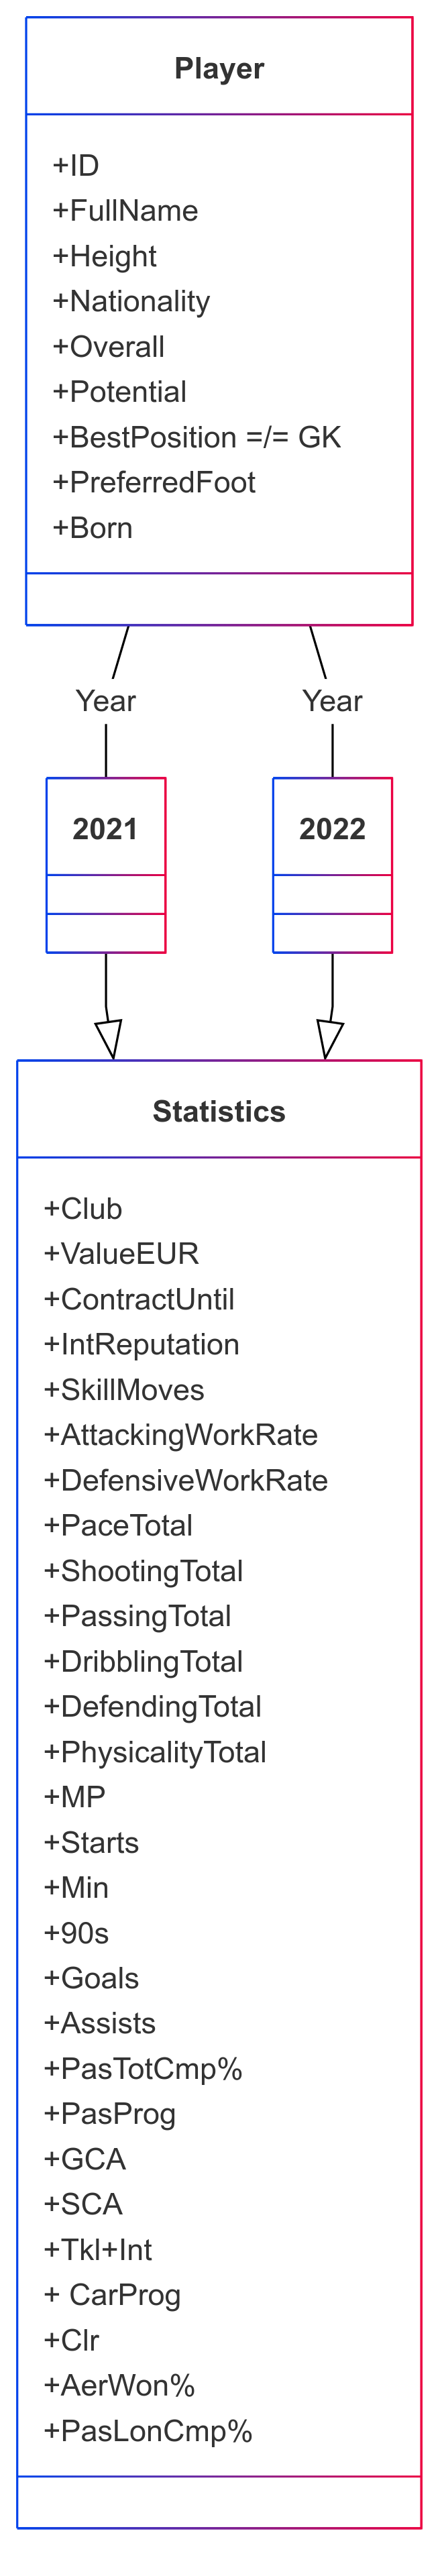 Player
+ID
+FullName
+Height
+Nationality
+Overall
+Potential
+BestPosition =/= GK
+PreferredFoot
+Born
Year
Year
2021
2022
Statistics
+Club
+ValueEUR
+ContractUntil
+IntReputation
+SkillMoves
+AttackingWorkRate
+DefensiveWorkRate
+PaceTotal
+ShootingTotal
+PassingTotal
+DribblingTotal
+DefendingTotal
+PhysicalityTotal
+MP
+Starts
+Min
+90s
+Goals
+Assists
+PasTotCmp%
+PasProg
+GCA
+SCA
+Tkl+Int
+ CarProg
+Clr
+AerWon%
+PasLonCmp%